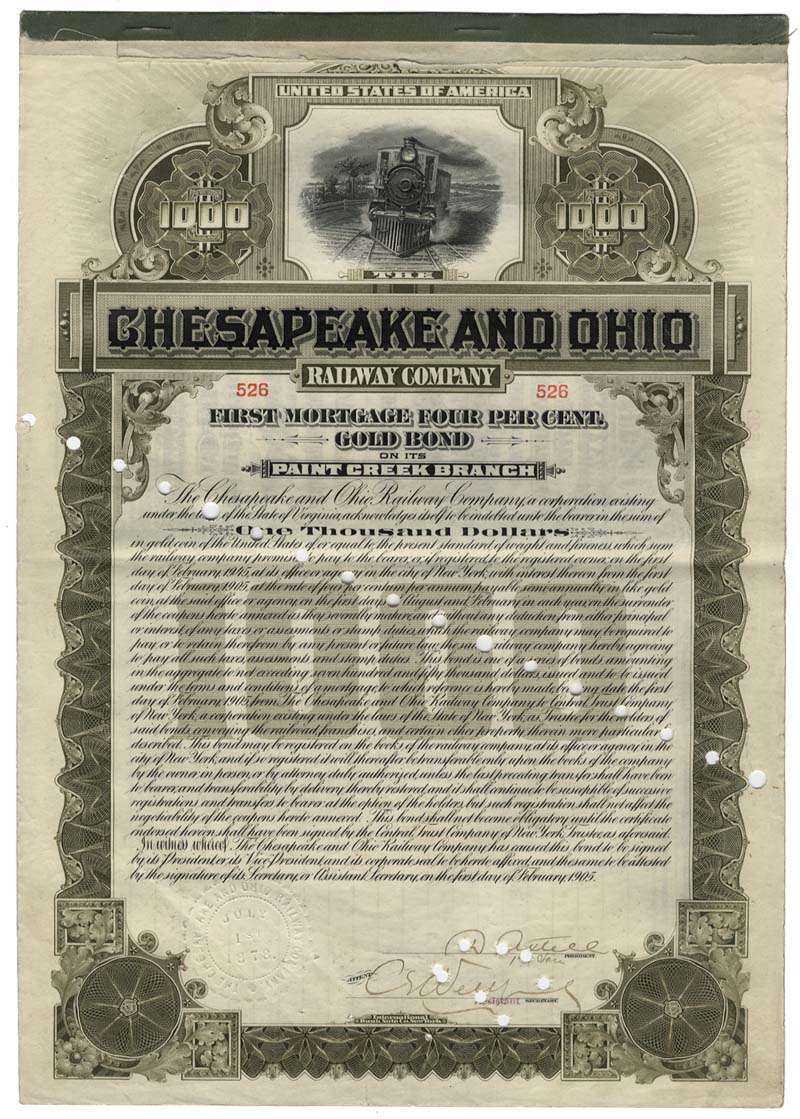 UNITED STATES OF AMERICA
1000 1000
THE
CHESAPEAKE AND OHIO
RAILWAY COMPANY
526 526
FIRST MORTGAGE FOUR PER CENT.
GOLD BOND
ON ITS
PAINT CREEK BRANCH
The Chesapeake and Ohio Railway Company, a corporation existing
under the of the State of Virginia, acknowledges itself to be indebted unto the bearer in the sum of
One Thousand Dollars
in gold coin of the United States, of or equal to the present standard of weight and fineness, which sum
the railway company promises to pay to the bearer, or, if registered, to the registered owner, on the first
day of February, 1945, at its office or agency in the city of New York, with interest thereon from the first
day of February, 1905, at the rate of four per centum per annum, payable semi-annually in like gold
coin, at the said office or agency, on the first days of August and February, in each year, on the surrender
of the coupons hereto annexed as they severally mature, and without any deduction from either principal
or interest of any taxes or assessments or stamp duties, which the railway company may be required to
pay or to retain therefrom by any present or future law, the said railway company hereby agreeing
to pay all such taxes, assessments and stamp duties. This bond is one of a series of bonds amounting
in the aggregate to not exceeding seven hundred and fifty thousand dollars, issued and to be issued
under the terms and conditions of a mortgage, to which reference is hereby made, bearing date the first
day of February, 1905, from The Chesapeake and Ohio Railway Company to Central Trust Company
of New York, a corporation existing under the laws of the State of New York, as Trustee for the holders of
said bonds, conveying the railroad, franchises, and certain other property therein more particularly
described. This bond may be registered on the books of the railway company, at its office or agency in the
city of New York, and if so registered it will thereafter be transferable only upon the books of the company
by the owner in person, or by attorney duly authorized, unless the last preceding transfer shall have been
to bearer, and transferability by delivery thereby restored, and it shall continue to be susceptible of successive
registrations and transfers to bearer at the option of the holders, but such registration shall not affect the
negotiability of the coupons hereto annexed. This bond shall not become obligatory until the certificate
endorsed hereon shall have been signed by the Central Trust Company of New York, Trustee, as aforesaid.
In witness whereof, The Chesapeake and Ohio Railway Company has caused this bond to be signed
by its President or its Vice President, and its corporate seal to be hereto affixed, and the same to be attested
by the signature of its Secretary, or Assistant Secretary, on the first day of February, 1905.
JULY
1ST
1878
PRESIDENT.
ATTEST:
Assistant SECRETARY.
International
Bank Note Co. New York